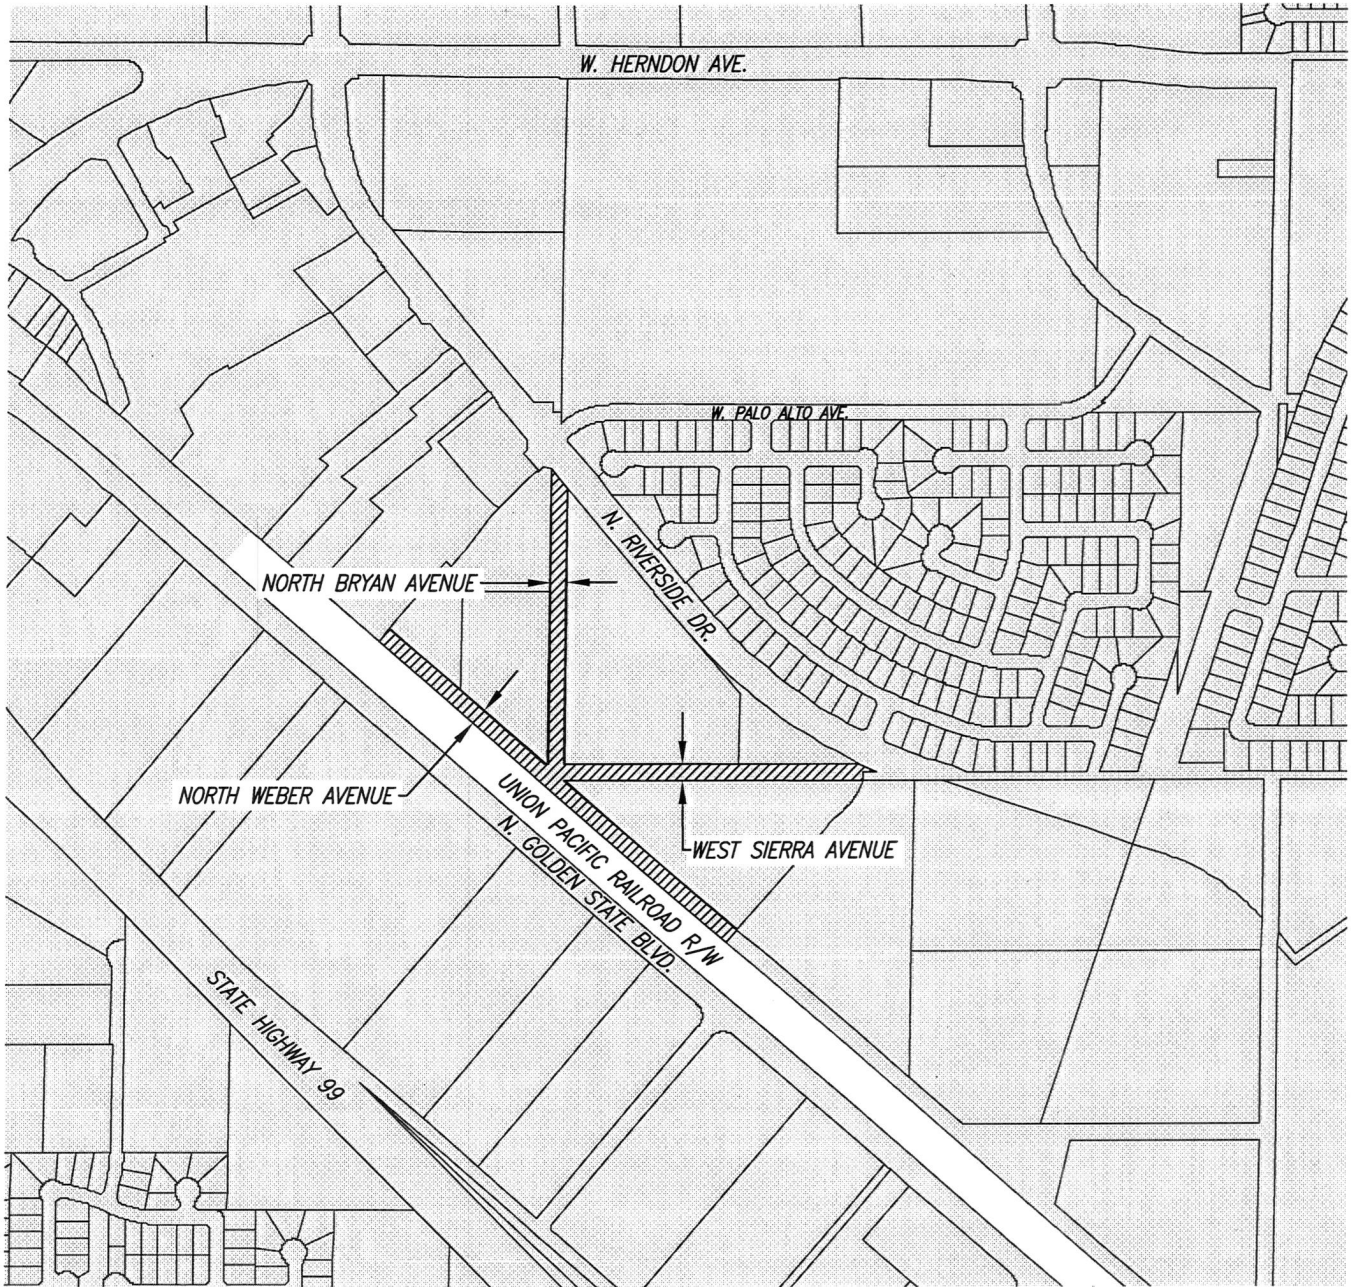 W. HERNDON AVE.
W. PALO ALTO AVE.
N. RIVERSIDE DR.
NORTH BRYAN AVENUE
NORTH WEBER AVENUE
UNION PACIFIC RAILROAD R/W
N. GOLDEN STATE BLVD.
WEST SIERRA AVENUE
STATE HIGHWAY 99